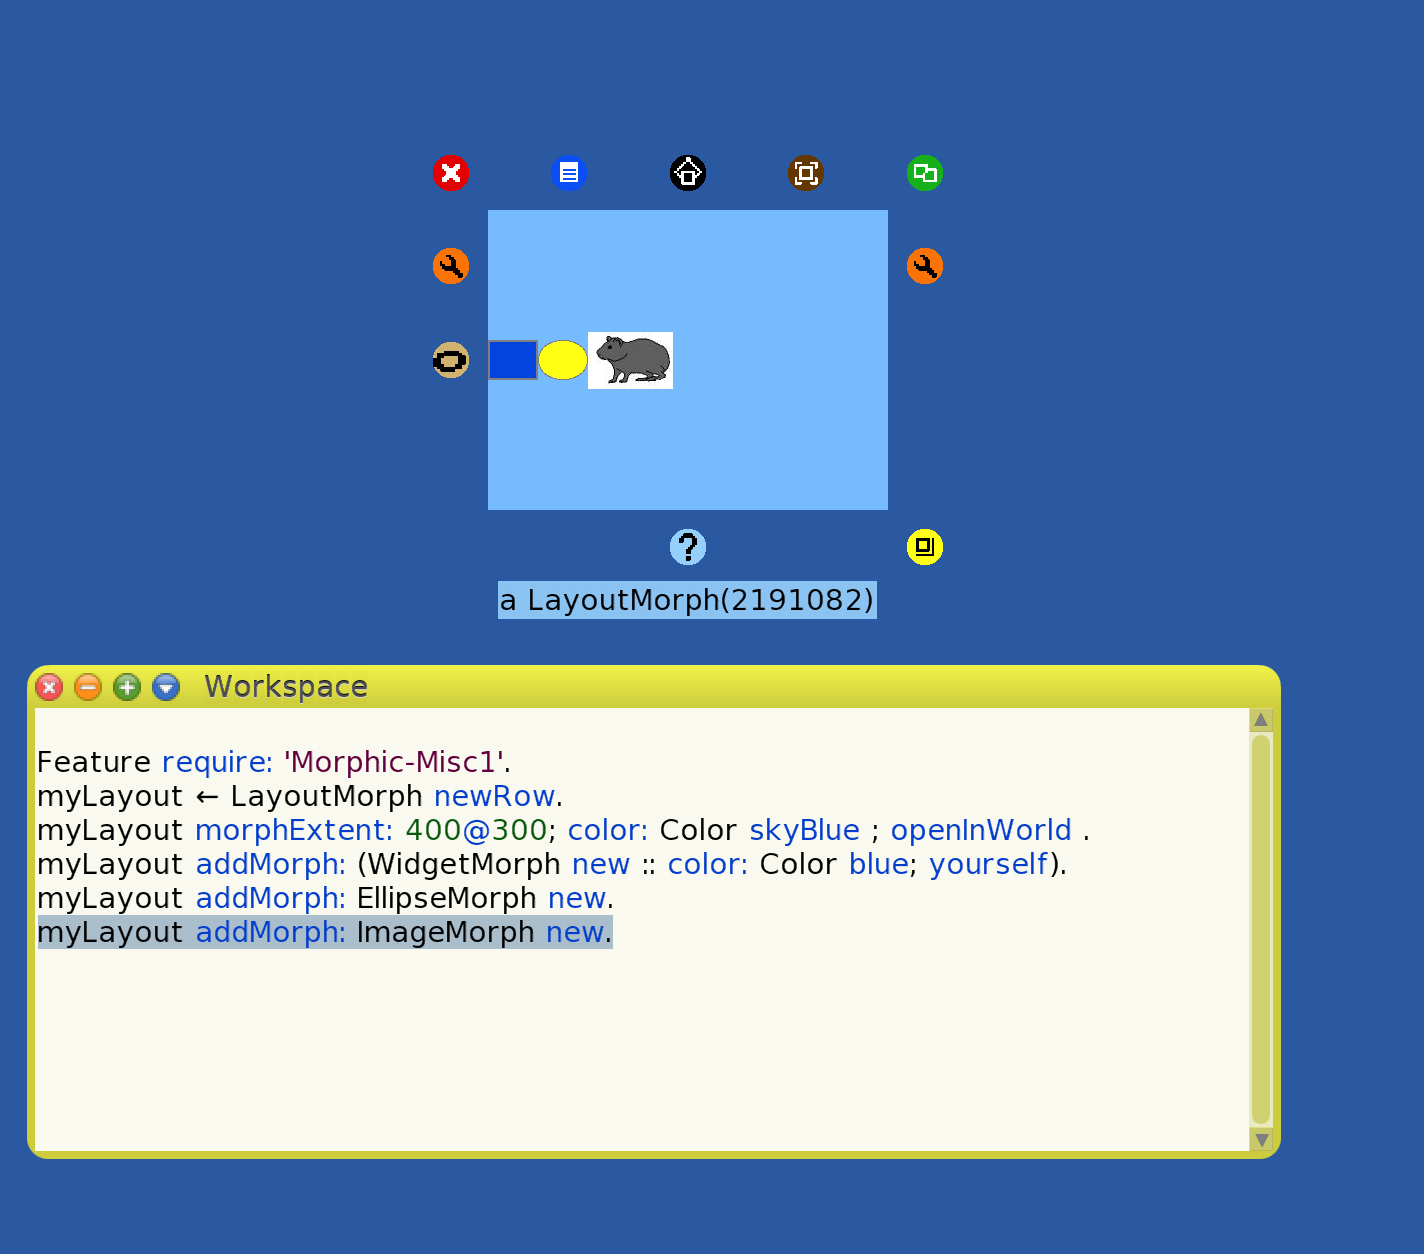 a LayoutMorph(2191082)
Workspace
Feature require: 'Morphic-Misc1'.
myLayout ← LayoutMorph newRow.
myLayout morphExtent: 400@300; color: Color skyBlue ; openInWorld .
myLayout addMorph: (WidgetMorph new :: color: Color blue; yourself).
myLayout addMorph: EllipseMorph new.
myLayout addMorph: ImageMorph new.